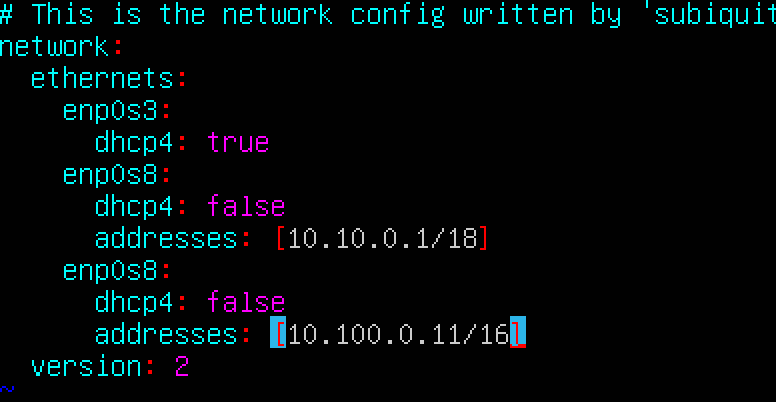 # This is the network config written by 'subiquit
network:
  ethernets:
    enp0s3:
      dhcp4: true
    enp0s8:
      dhcp4: false
      addresses: [10.10.0.1/18]
    enp0s8:
      dhcp4: false
      addresses: [10.100.0.11/16]
  version: 2
~